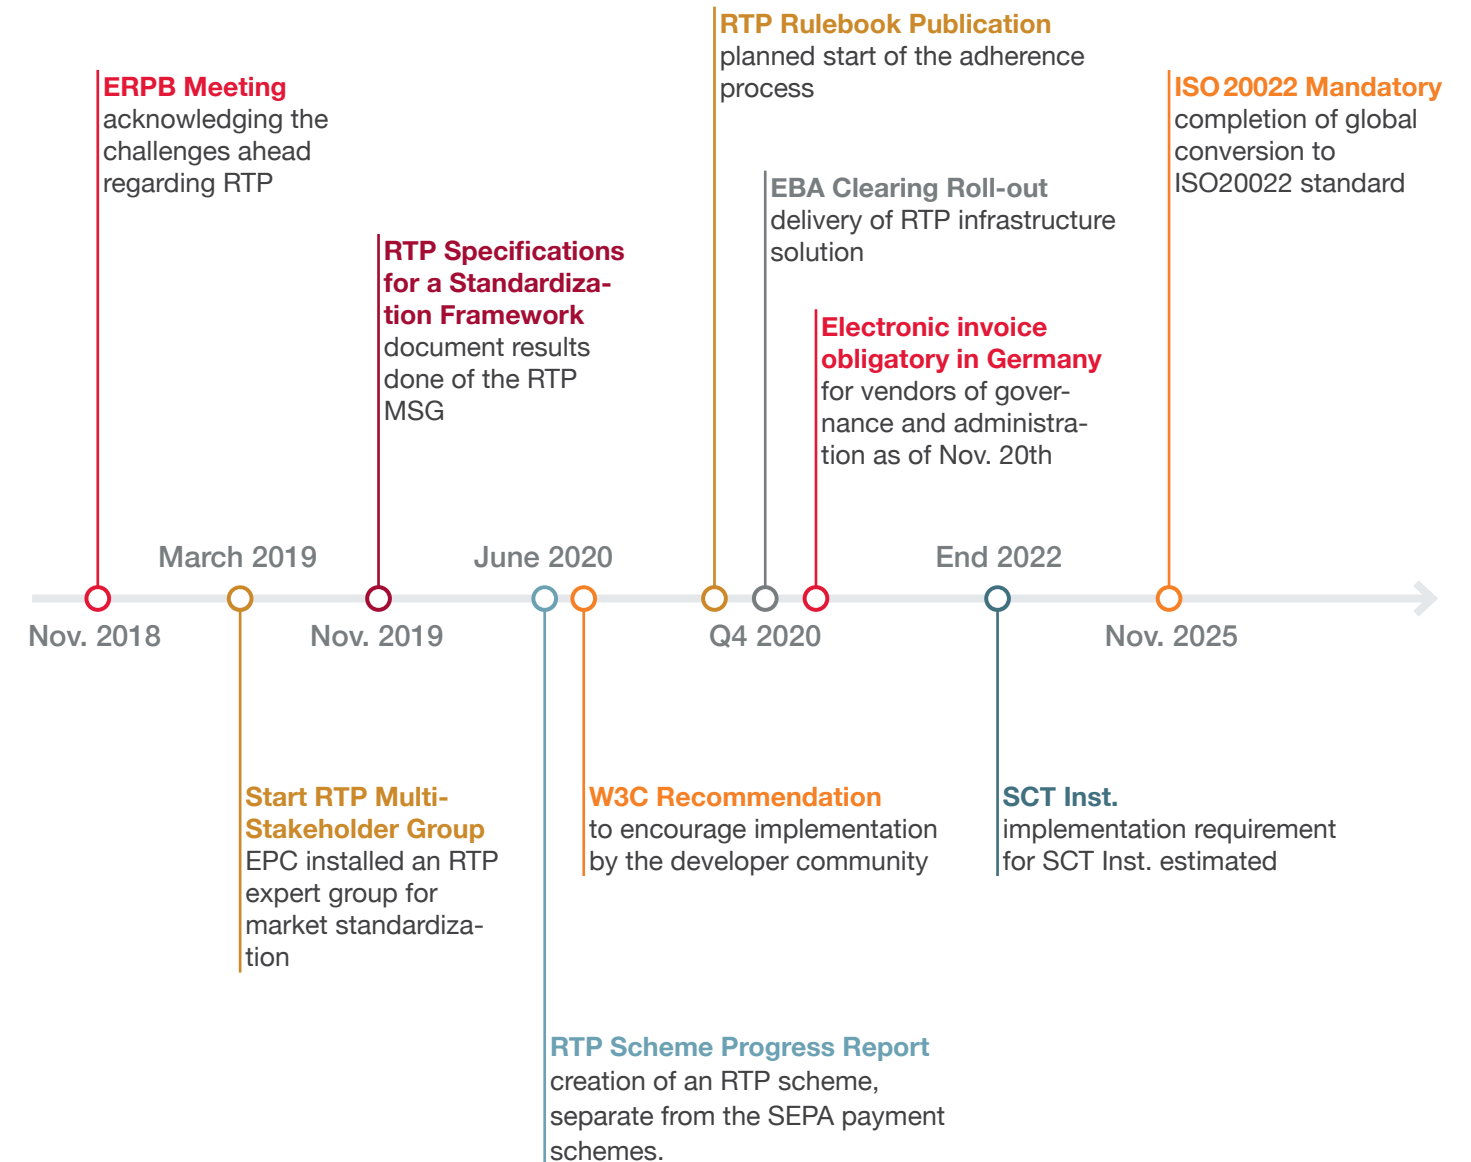 RTP Rulebook Publication
planned start of the adherence
process
ERPB Meeting
acknowledging the
challenges ahead
regarding RTP
ISO 20022 Mandatory
completion of global
conversion to
ISO20022 standard
EBA Clearing Roll-out
delivery of RTP infrastructure
solution
RTP Specifications
for a Standardiza-
tion Framework
document results
done of the RTP
MSG
Electronic invoice
obligatory in Germany
for vendors of gover-
nance and administra-
tion as of Nov. 20th
March 2019
June 2020
End 2022
Nov. 2018
Nov. 2019
Q4 2020
Nov. 2025
Start RTP Multi-
Stakeholder Group
EPC installed an RTP
expert group for
market standardiza-
tion
W3C Recommendation
to encourage implementation
by the developer community
SCT Inst.
implementation requirement
for SCT Inst. estimated
RTP Scheme Progress Report
creation of an RTP scheme,
separate from the SEPA payment
schemes.